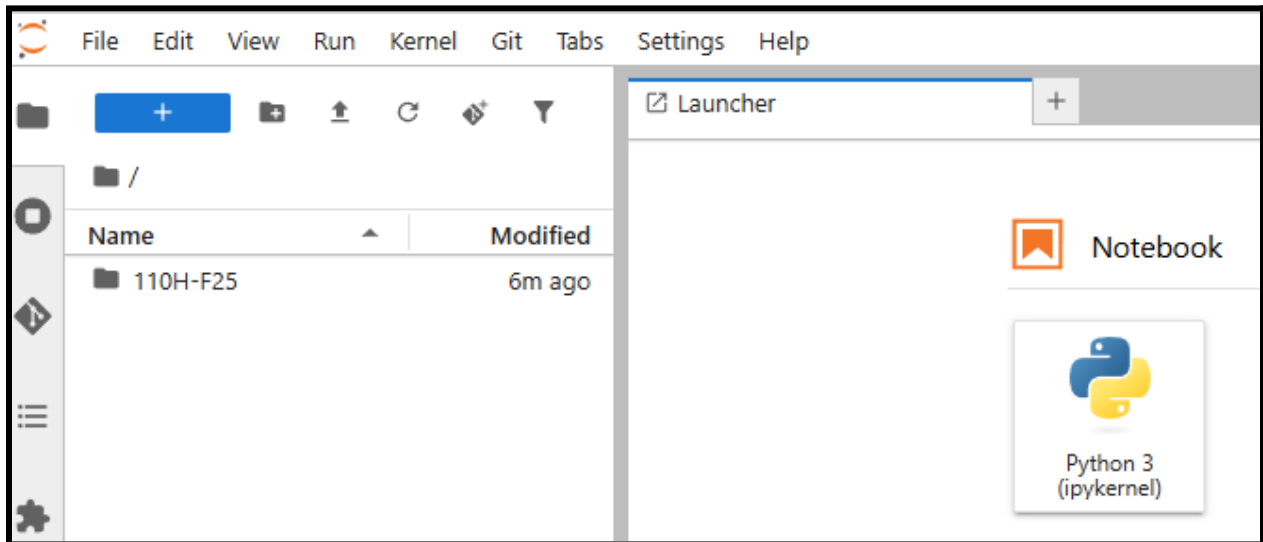 File Edit View Run Kernel Git Tabs Settings Help
+
Launcher
+
/
Name Modified
110H-F25 6m ago
Notebook
Python 3
(ipykernel)